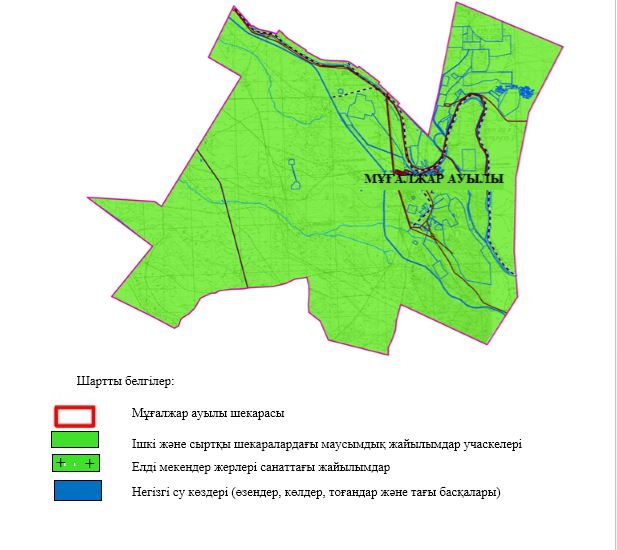 МҰҒАЛЖАР АУЫЛЫ
Шартты белгілер:
Мұғалжар ауылы шекарасы
Ішкі және сыртқы шекаралардағы маусымдық жайылымдар учаскелері
Елді мекендер жерлері санаттағы жайылымдар
Негізгі су көздері (өзендер, көлдер, тоғандар және тағы басқалары)